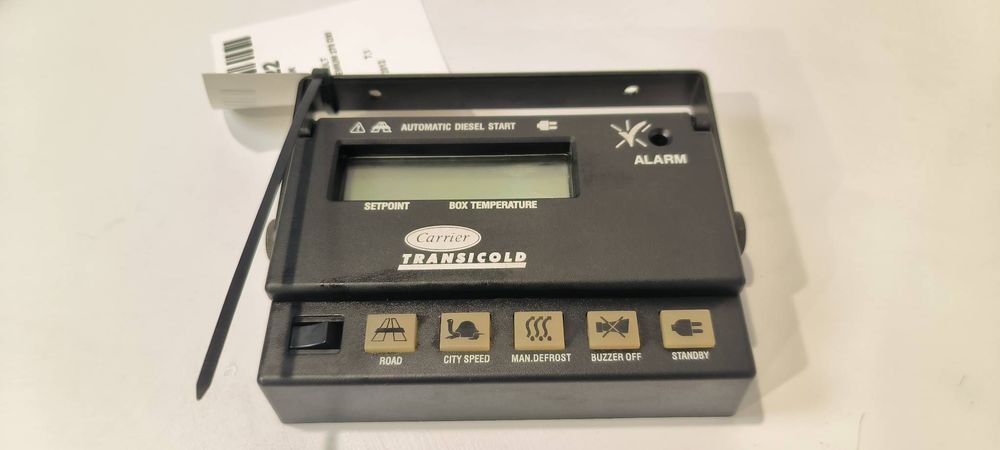 AUTOMATIC DIESEL START
ALARM
SETPOINT BOX TEMPERATURE
Carrier
TRANSICOLD
ROAD CITY SPEED MAN.DEFROST BUZZER OFF STANDBY